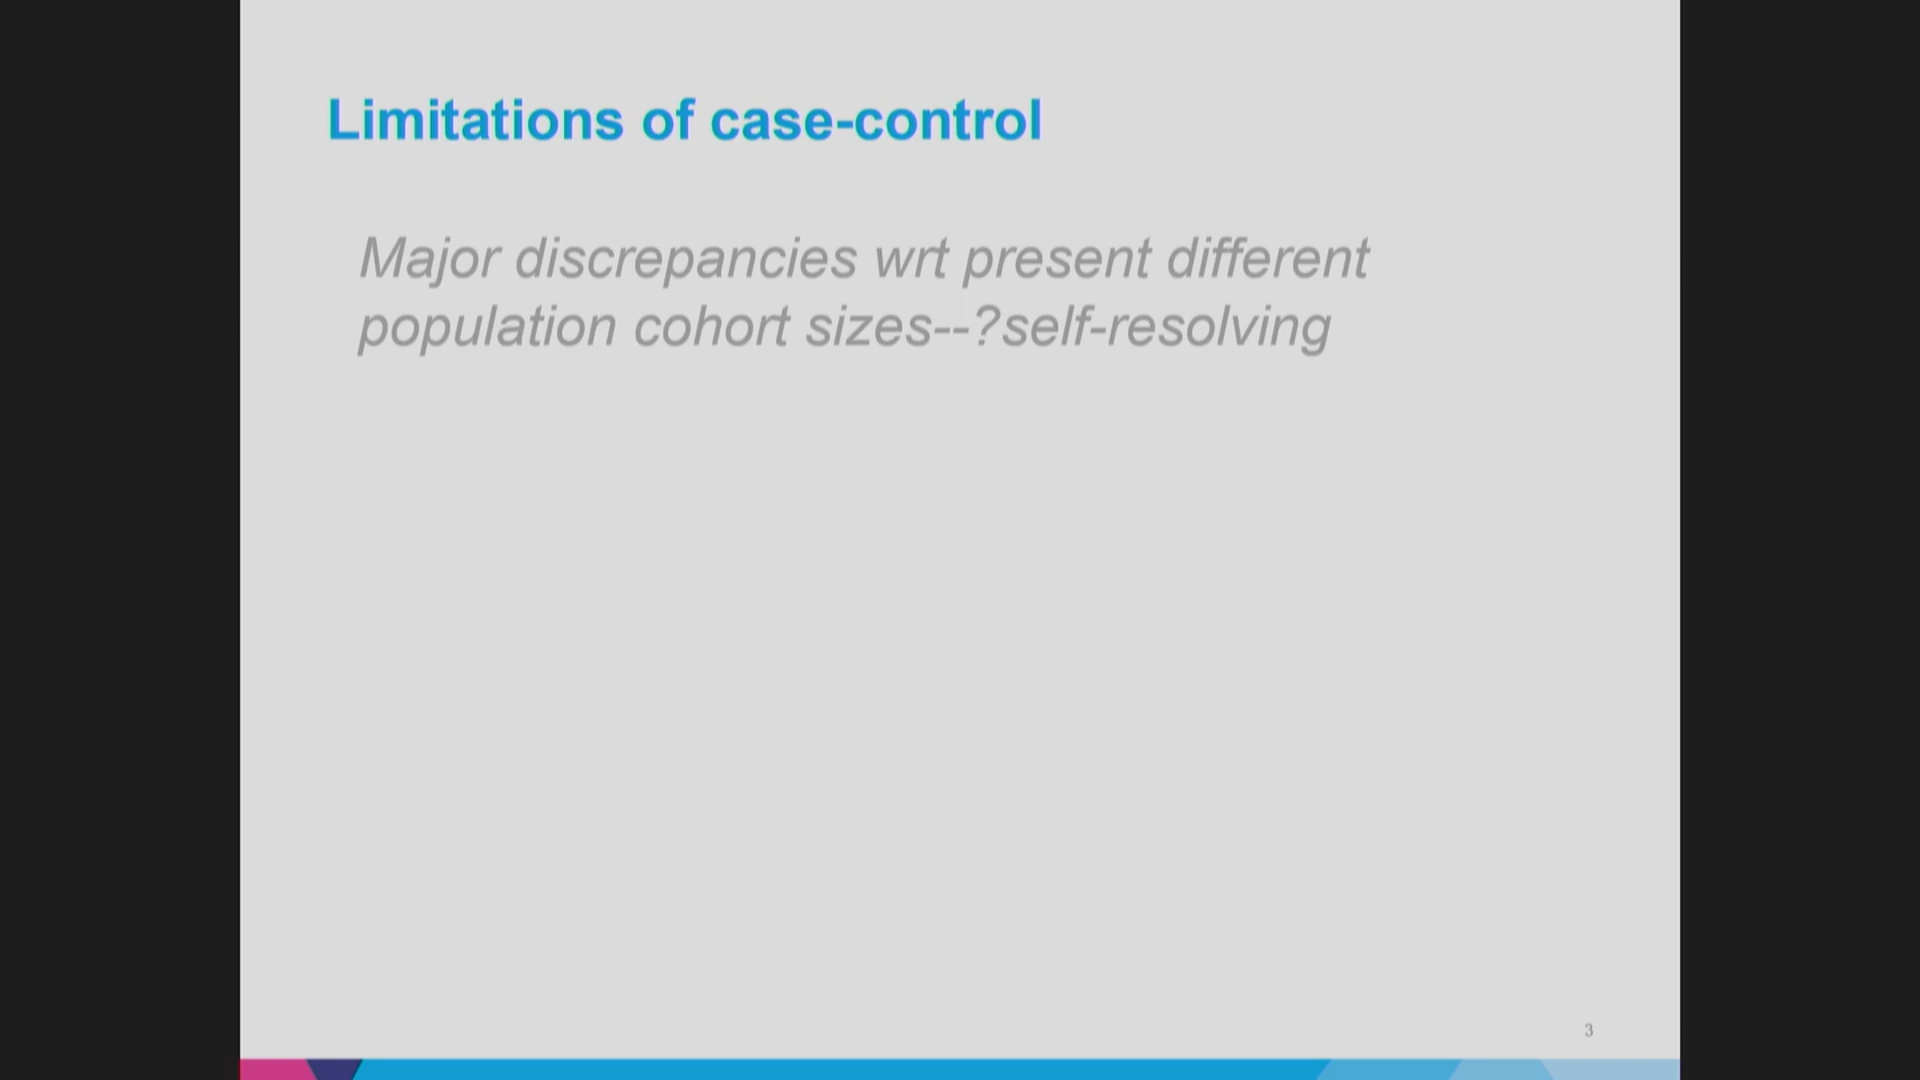 Limitations of case-control
Major discrepancies wrt present different
population cohort sizes--?self-resolving
3